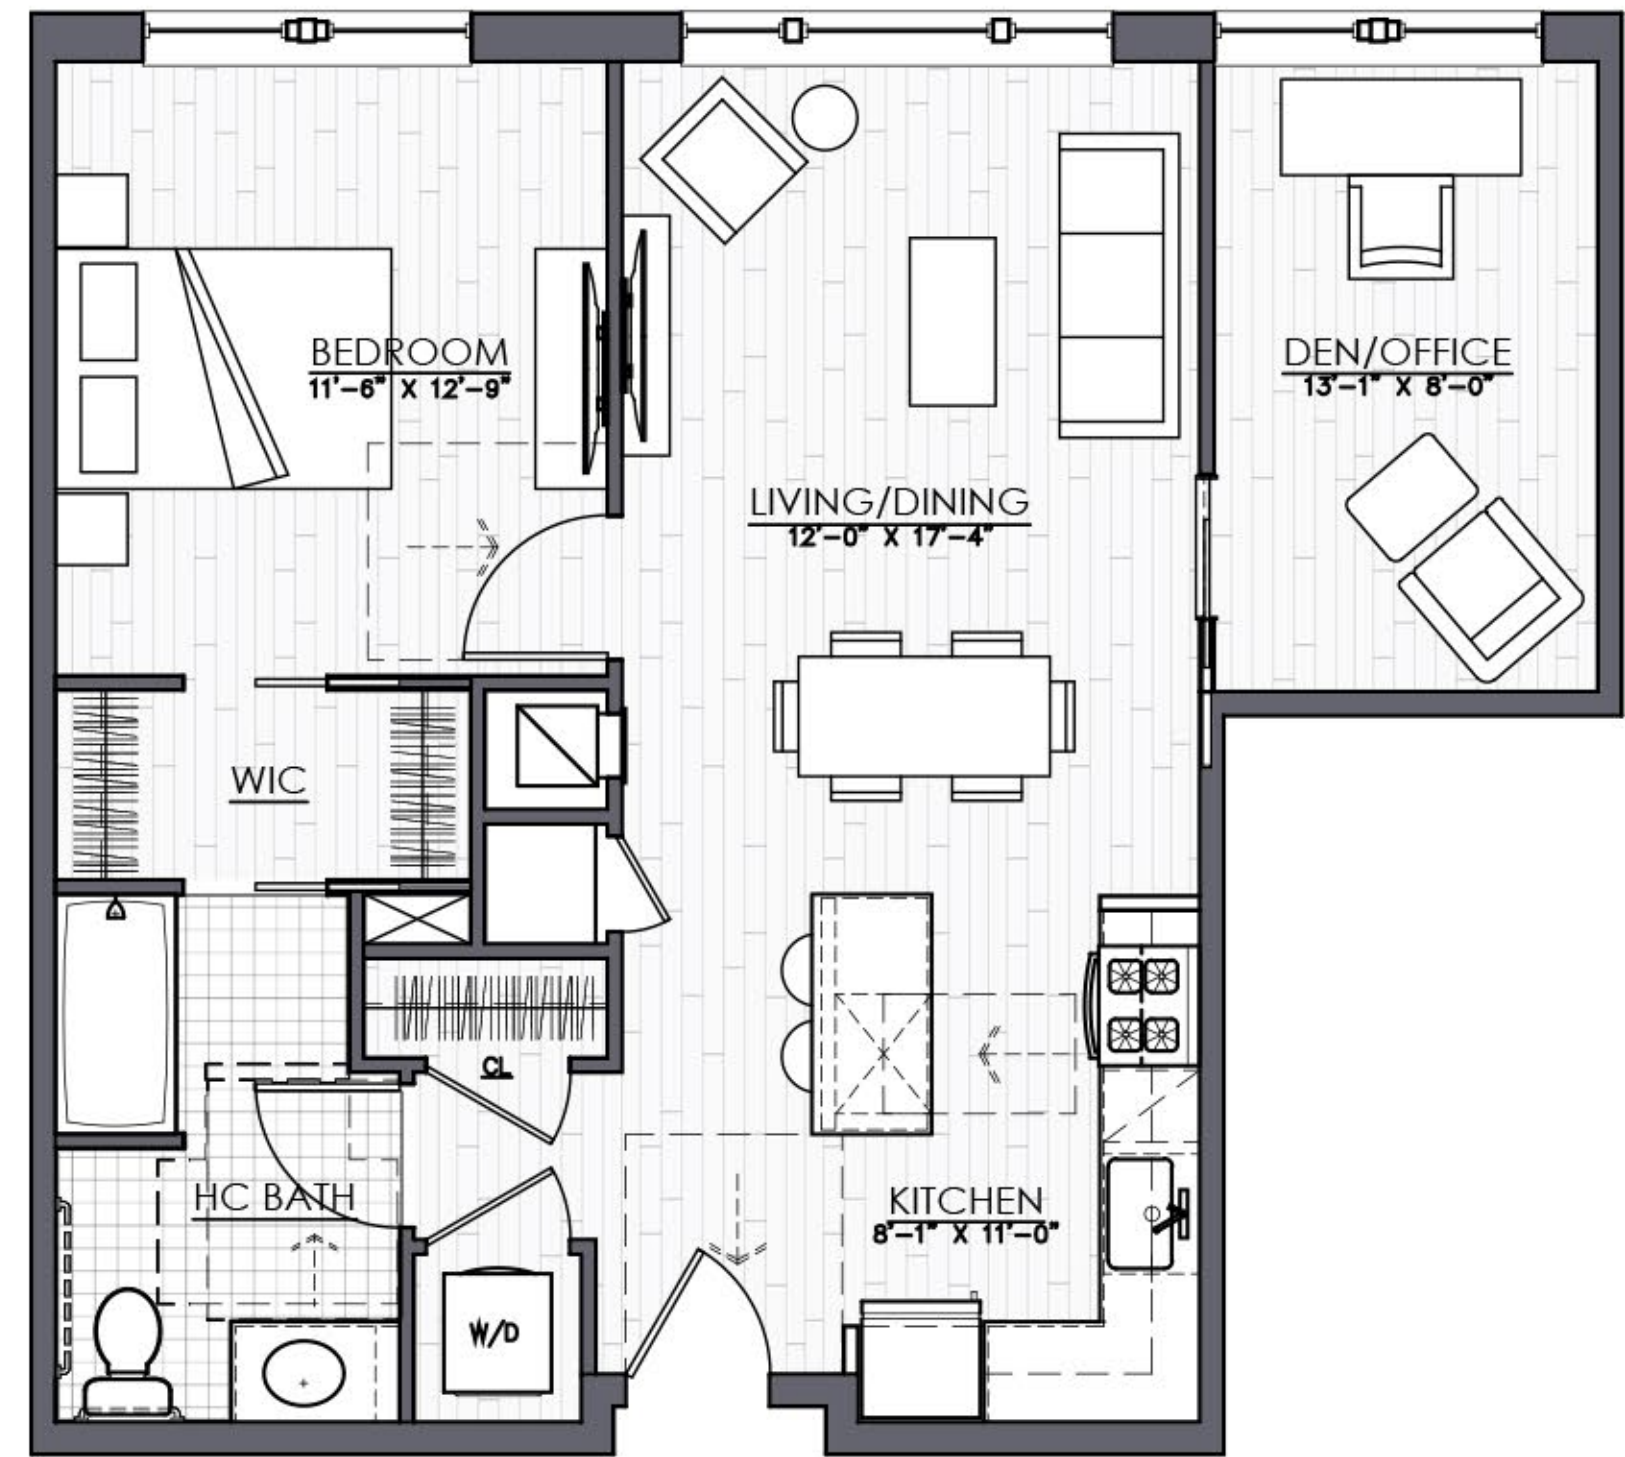 BEDROOM
11'-6" X 12'-9"
DEN/OFFICE
13'-1" X 8'-0"
LIVING/DINING
12'-0" X 17'-4"
WIC
CL
HC BATH
KITCHEN
8'-1" X 11'-0"
W/D